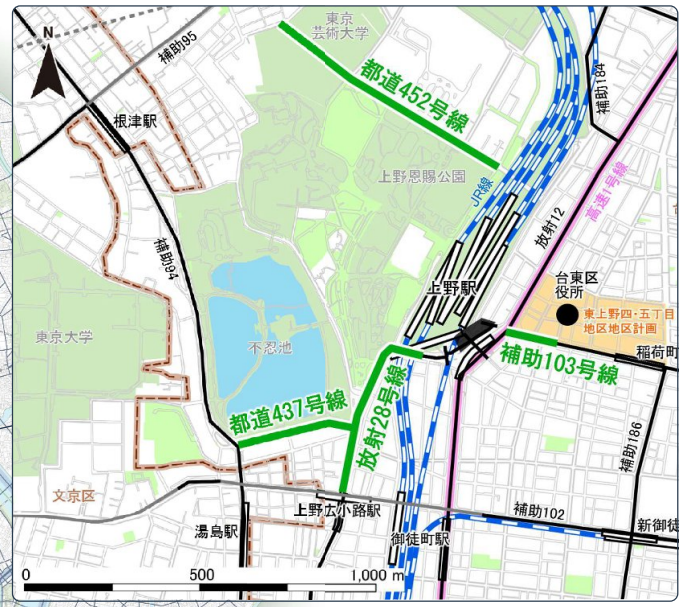 東京
芸術大学
補助95
都道452号線
補助184
N
根津駅
上野恩賜公園
JR線
高速1号線
放射12
補助94
上野駅
台東区
役所
東上野四・五丁目
地区地区計画
東京大学
不忍池
補助103号線
稲荷町
都道437号線
放射28号線
補助186
文京区
上野広小路駅
湯島駅
補助102
御徒町駅
新御徒
0
500
1,000 m